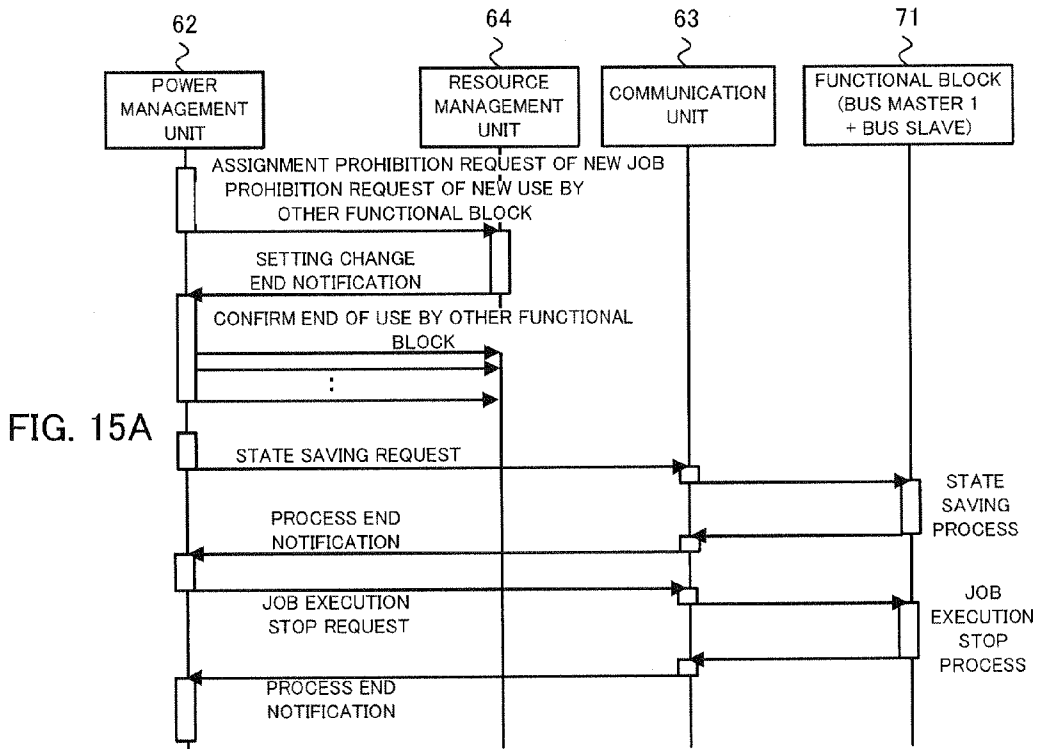 62
64
63
71
POWER
MANAGEMENT
UNIT
RESOURCE
MANAGEMENT
UNIT
COMMUNICATION
UNIT
FUNCTIONAL BLOCK
(BUS MASTER 1
+ BUS SLAVE)
ASSIGNMENT PROHIBITION REQUEST OF NEW JOB
PROHIBITION REQUEST OF NEW USE BY
OTHER FUNCTIONAL BLOCK
SETTING CHANGE
END NOTIFICATION
CONFIRM END OF USE BY OTHER FUNCTIONAL
BLOCK
FIG. 15A
STATE SAVING REQUEST
STATE
SAVING
PROCESS
PROCESS END
NOTIFICATION
JOB EXECUTION
STOP REQUEST
JOB
EXECUTION
STOP
PROCESS
PROCESS END
NOTIFICATION